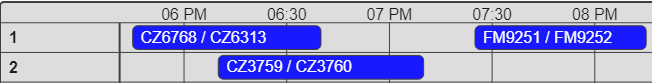 06 PM 06:30 07 PM 07:30 08 PM
1 CZ6768 / CZ6313 FM9251 / FM9252
2 CZ3759 / CZ3760